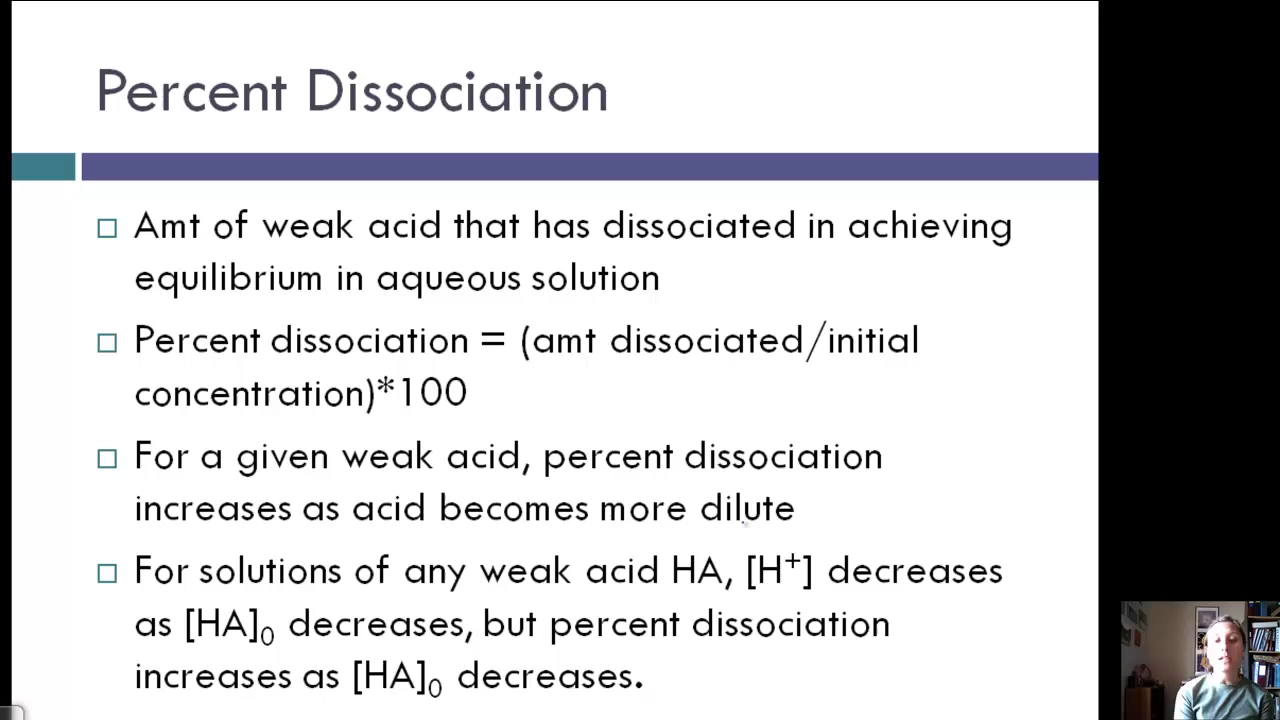 Percent Dissociation
Amt of weak acid that has dissociated in achieving
equilibrium in aqueous solution
Percent dissociation = (amt dissociated/initial
concentration)*100
For a given weak acid, percent dissociation
increases as acid becomes more dilute
For solutions of any weak acid HA, [H⁺] decreases
as [HA]₀ decreases, but percent dissociation
increases as [HA]₀ decreases.